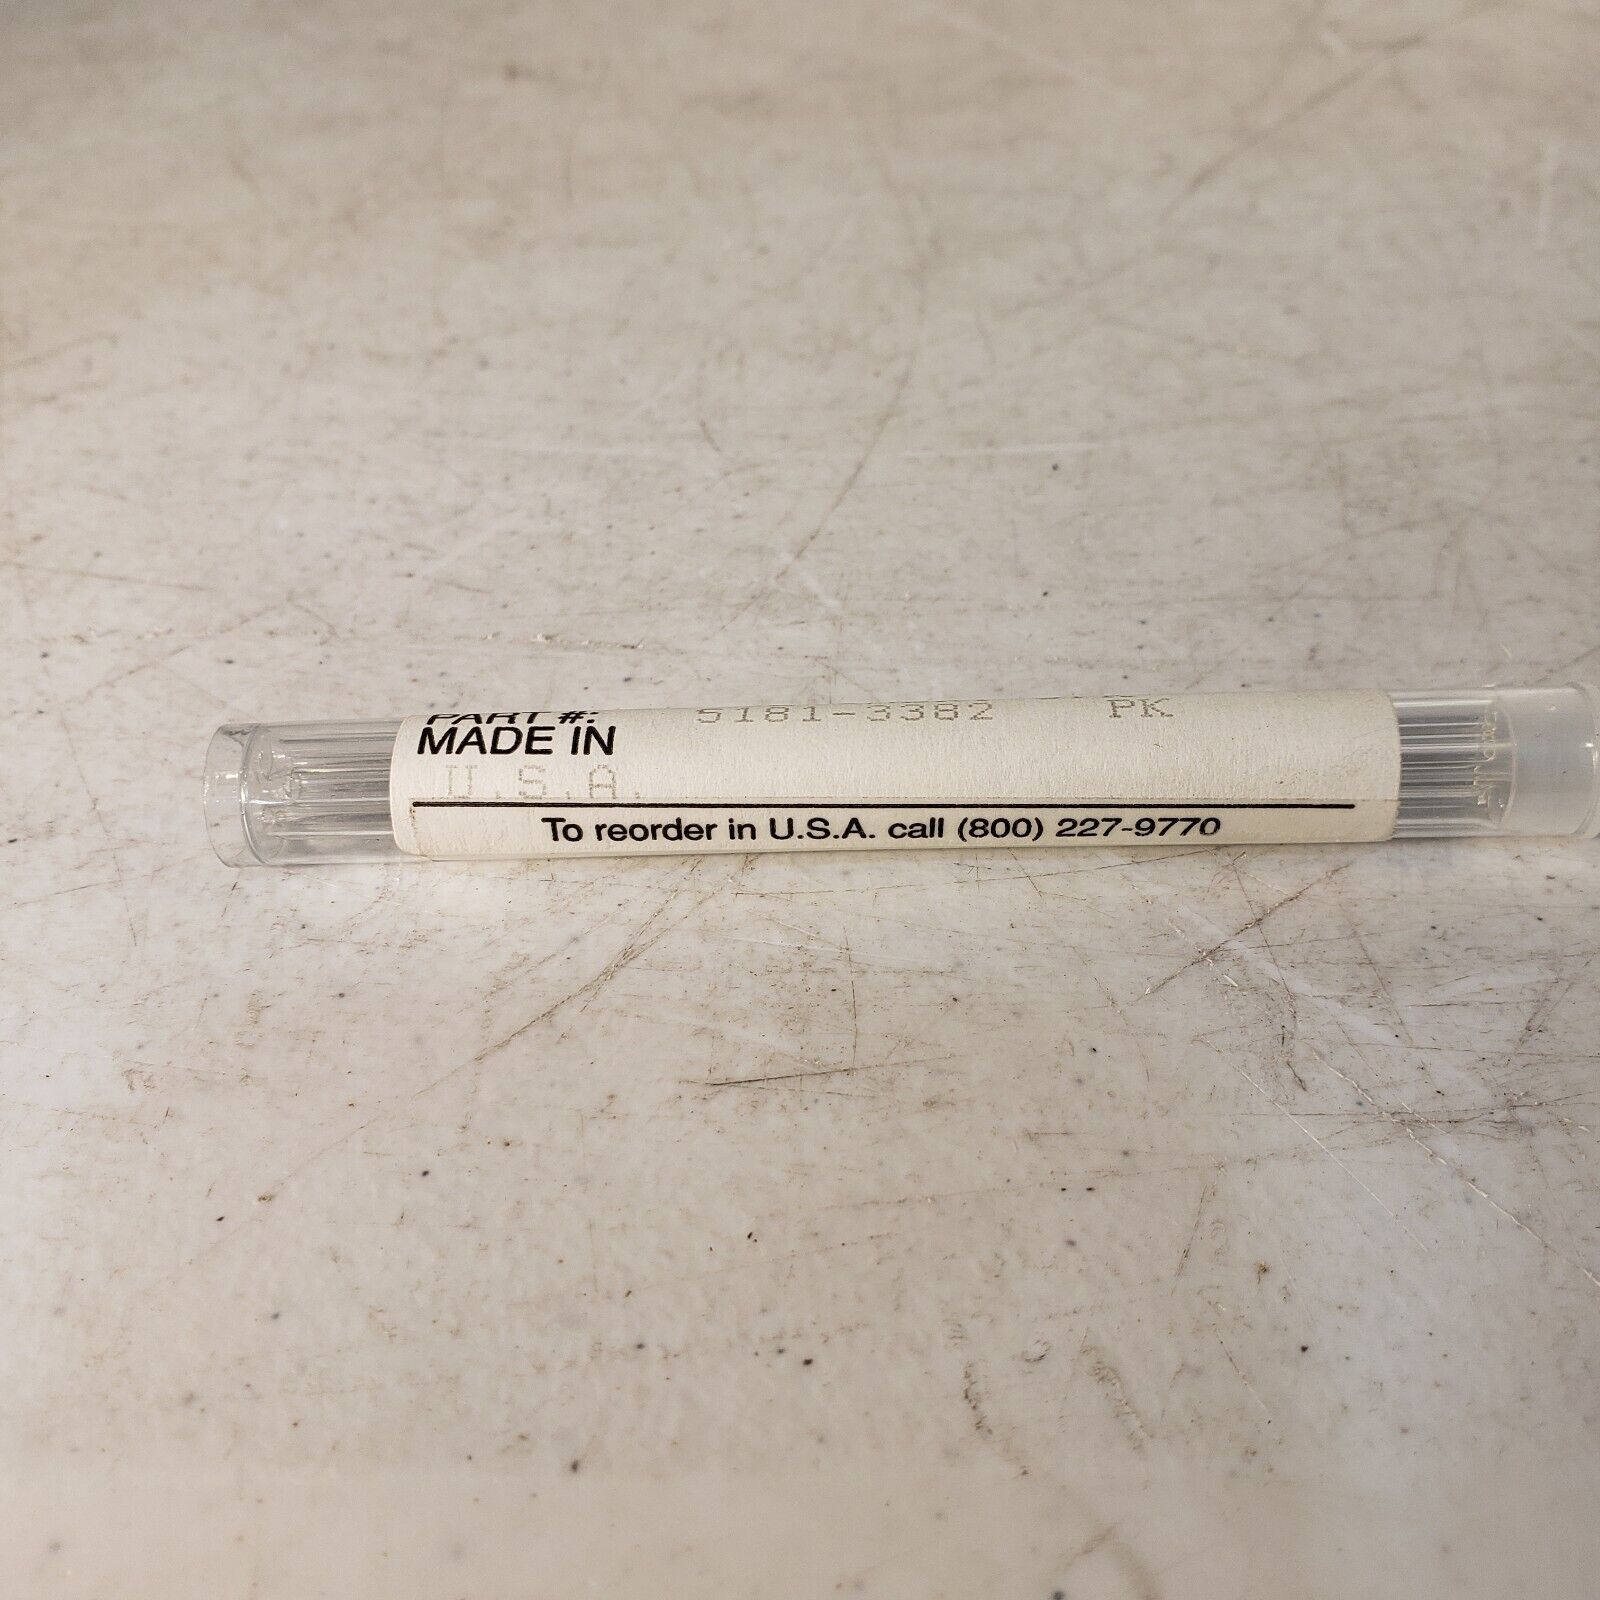 PART #: 5181-3382 PK
MADE IN
U.S.A.
To reorder in U.S.A. call (800) 227-9770